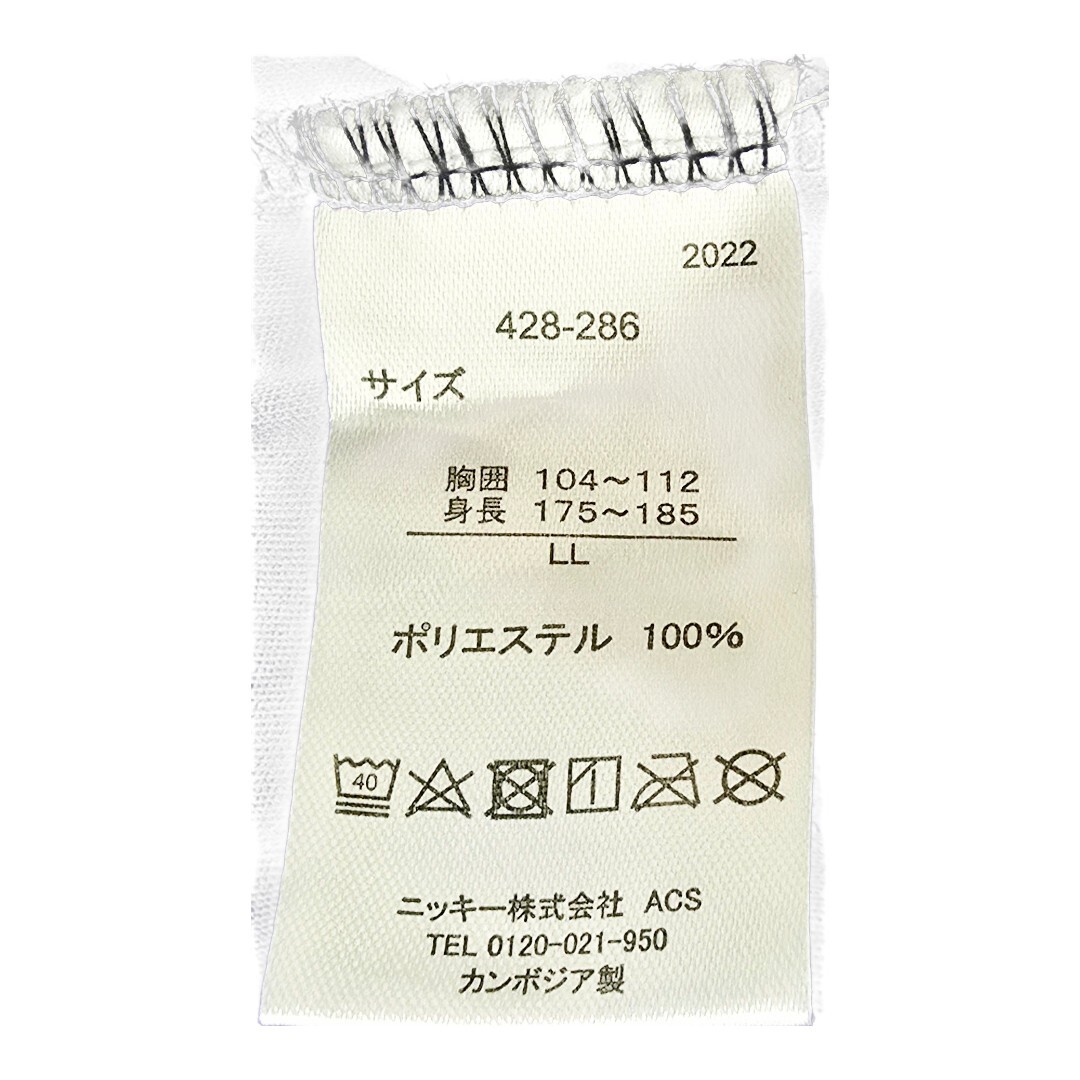 2022
428-286
サイズ
胸囲 104～112
身長 175～185
LL
ポリエステル 100%
40
ニッキー株式会社 ACS
TEL 0120-021-950
カンボジア製